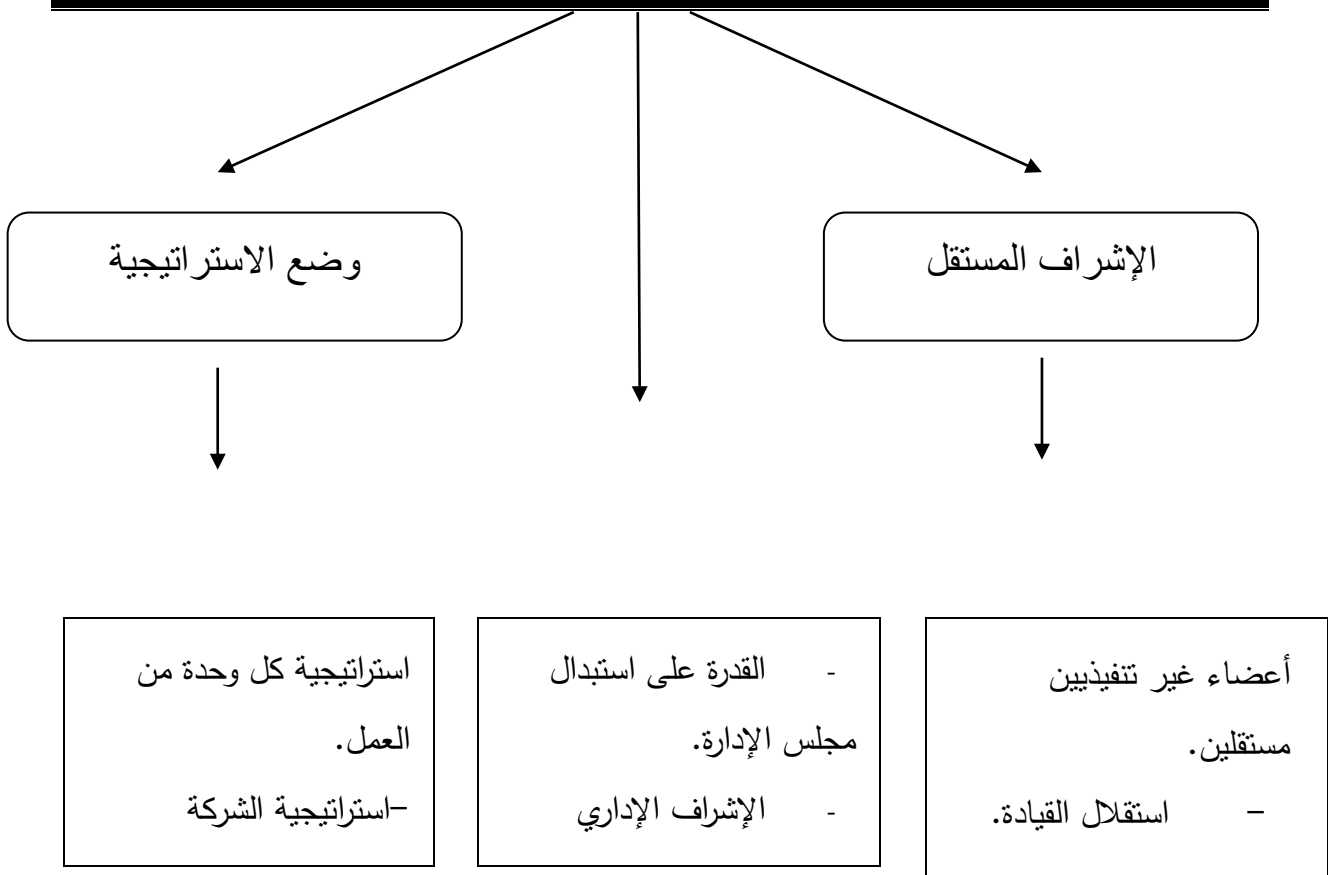 الإشراف المستقل
وضع الاستراتيجية
أعضاء غير تنفيذيين
مستقلين.
– استقلال القيادة.
- القدرة على استبدال
مجلس الإدارة.
- الإشراف الإداري
استراتيجية كل وحدة من
العمل.
–استراتيجية الشركة